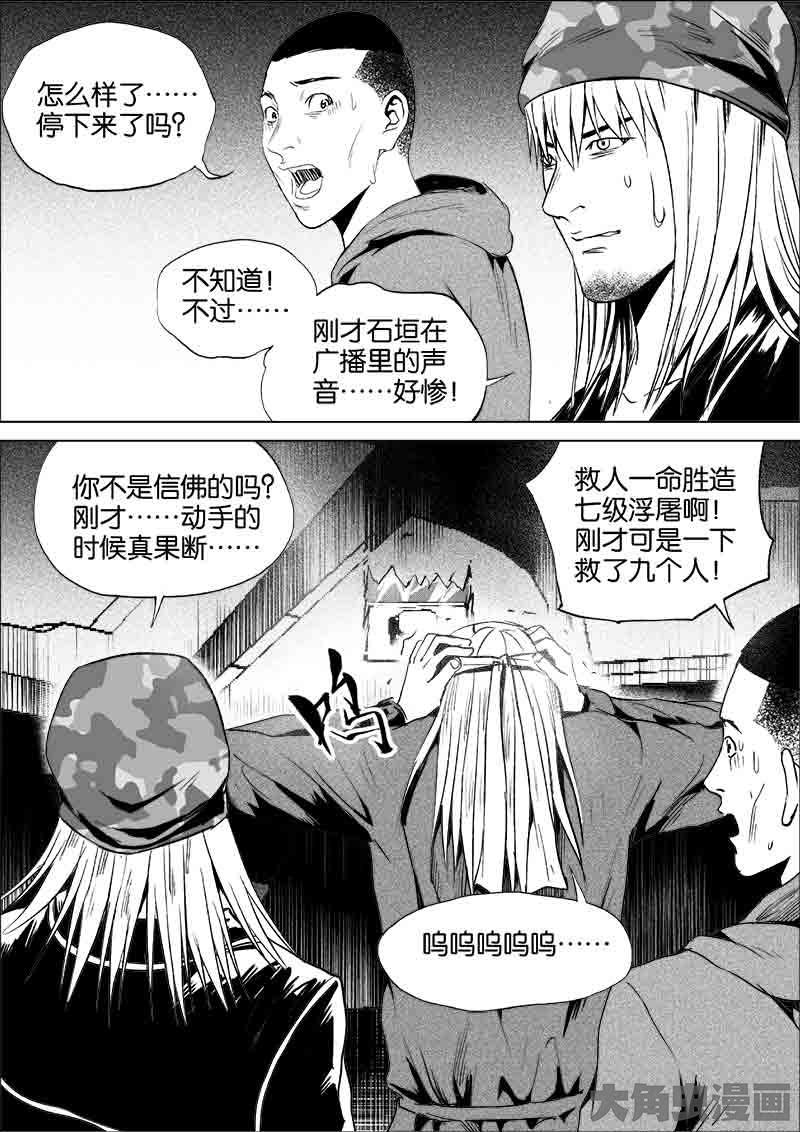 怎么样了……
停下来了吗？
不知道！
不过……
刚才石垣在
广播里的声
音……好惨！
你不是信佛的吗？
刚才……动手的
时候真果断……
救人一命胜造
七级浮屠啊！
刚才可是一下
救了九个人！
呜
呜呜呜呜呜……
大角虫漫画